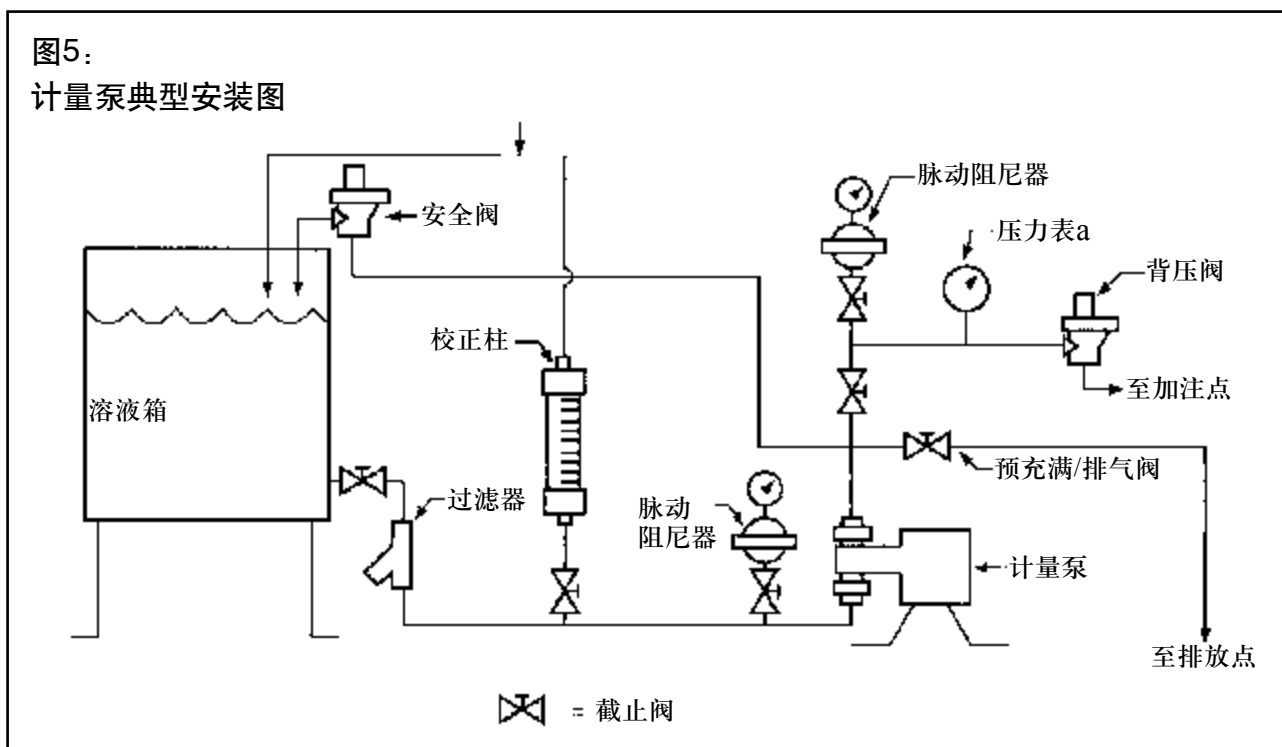 图5：
计量泵典型安装图
脉动阻尼器
压力表a
安全阀
背压阀
校正柱
至加注点
溶液箱
预充满/排气阀
过滤器
脉动
阻尼器
计量泵
至排放点
= 截止阀